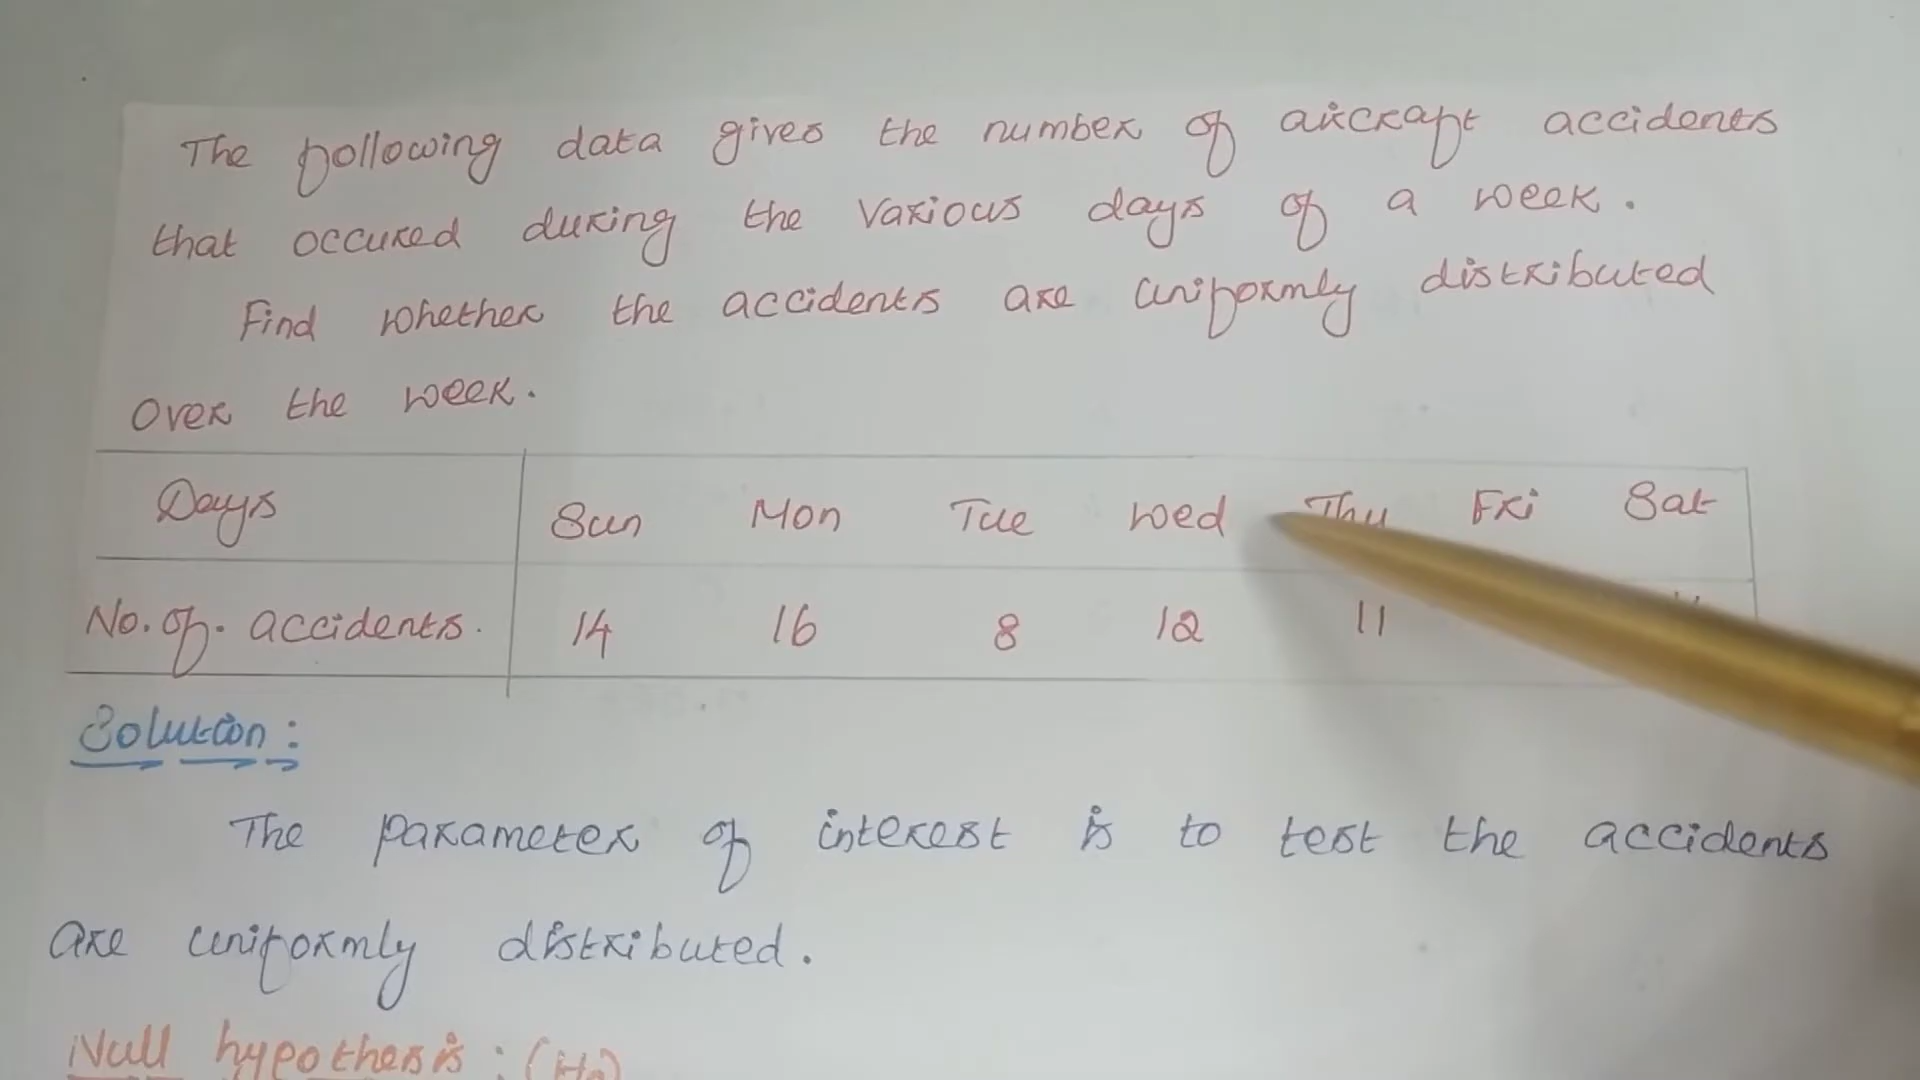 The following data gives the number of aircraft accidents
that occured during the various days of a week.
Find whether the accidents are uniformly distributed
Over the week.
Days Sun Mon Tue Wed Thu Fri Sat
No. of. accidents. 14 16 8 12 11
Solution:
The parameter of interest is to test the accidents
are uniformly distributed.
Null hypothesis: (H₀)